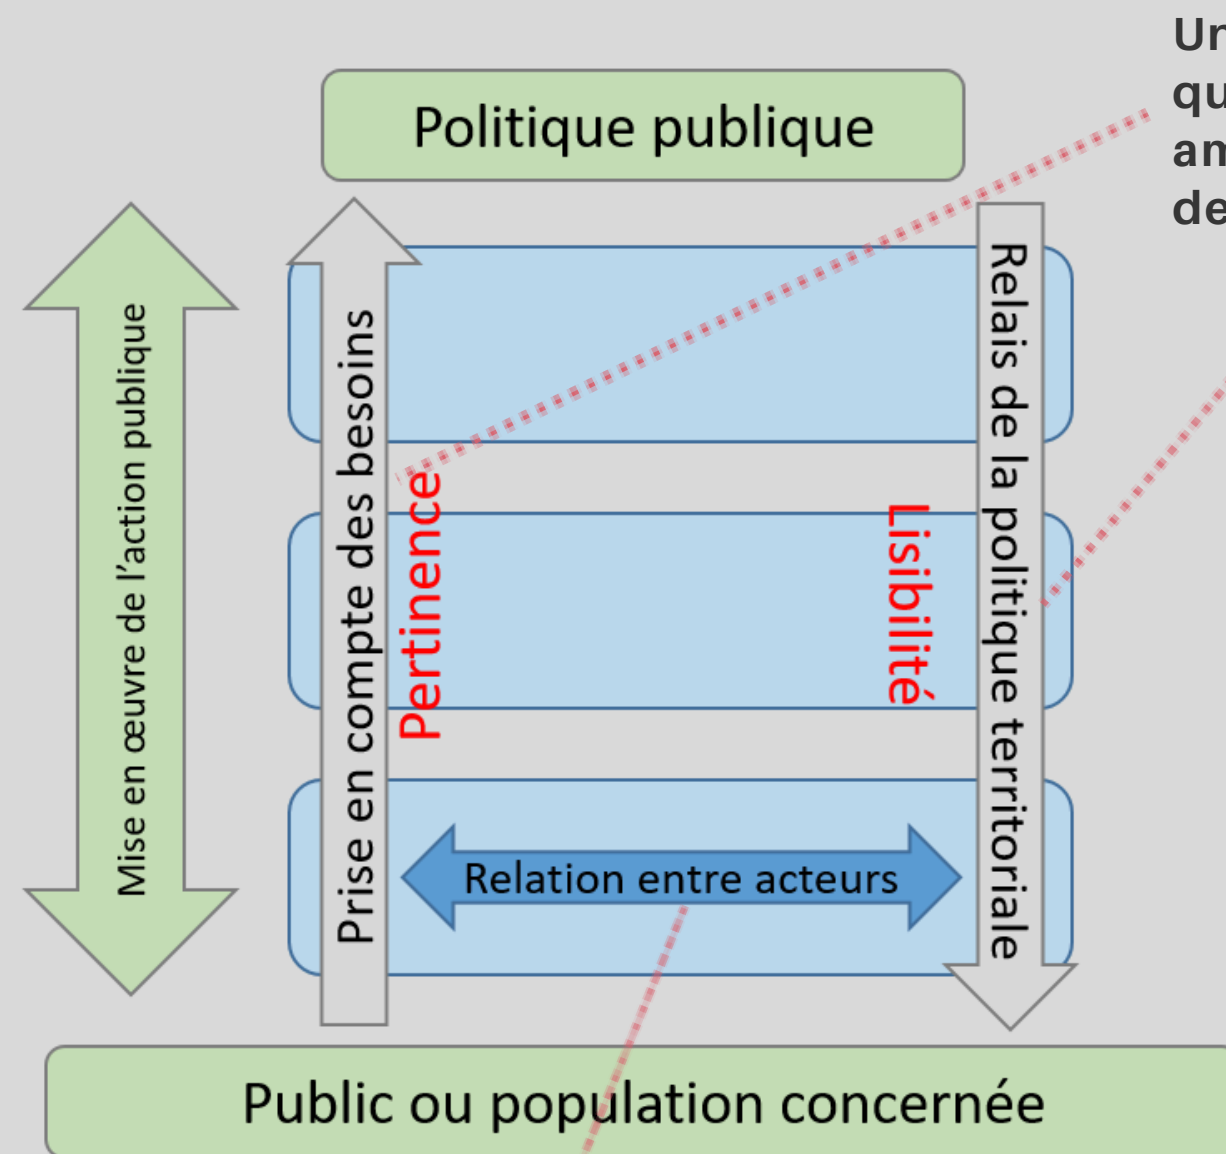 Politique publique
Mise en œuvre de l'action publique
Prise en compte des besoins
Pertinence
Lisibilité
Relais de la politique territoriale
Relation entre acteurs
Public ou population concernée